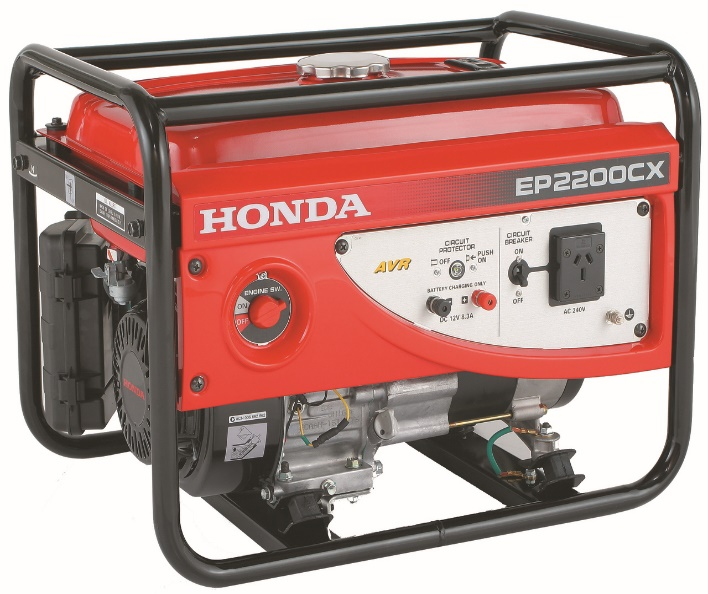 EP2200CX
HONDA
AVR
CIRCUIT
PROTECTOR
OFF
PUSH
ON
CIRCUIT
BREAKER
ON
OFF
BATTERY CHARGING ONLY
DC 12V 8.3A
AC 240V
ENGINE SW.
ON
OFF
HONDA